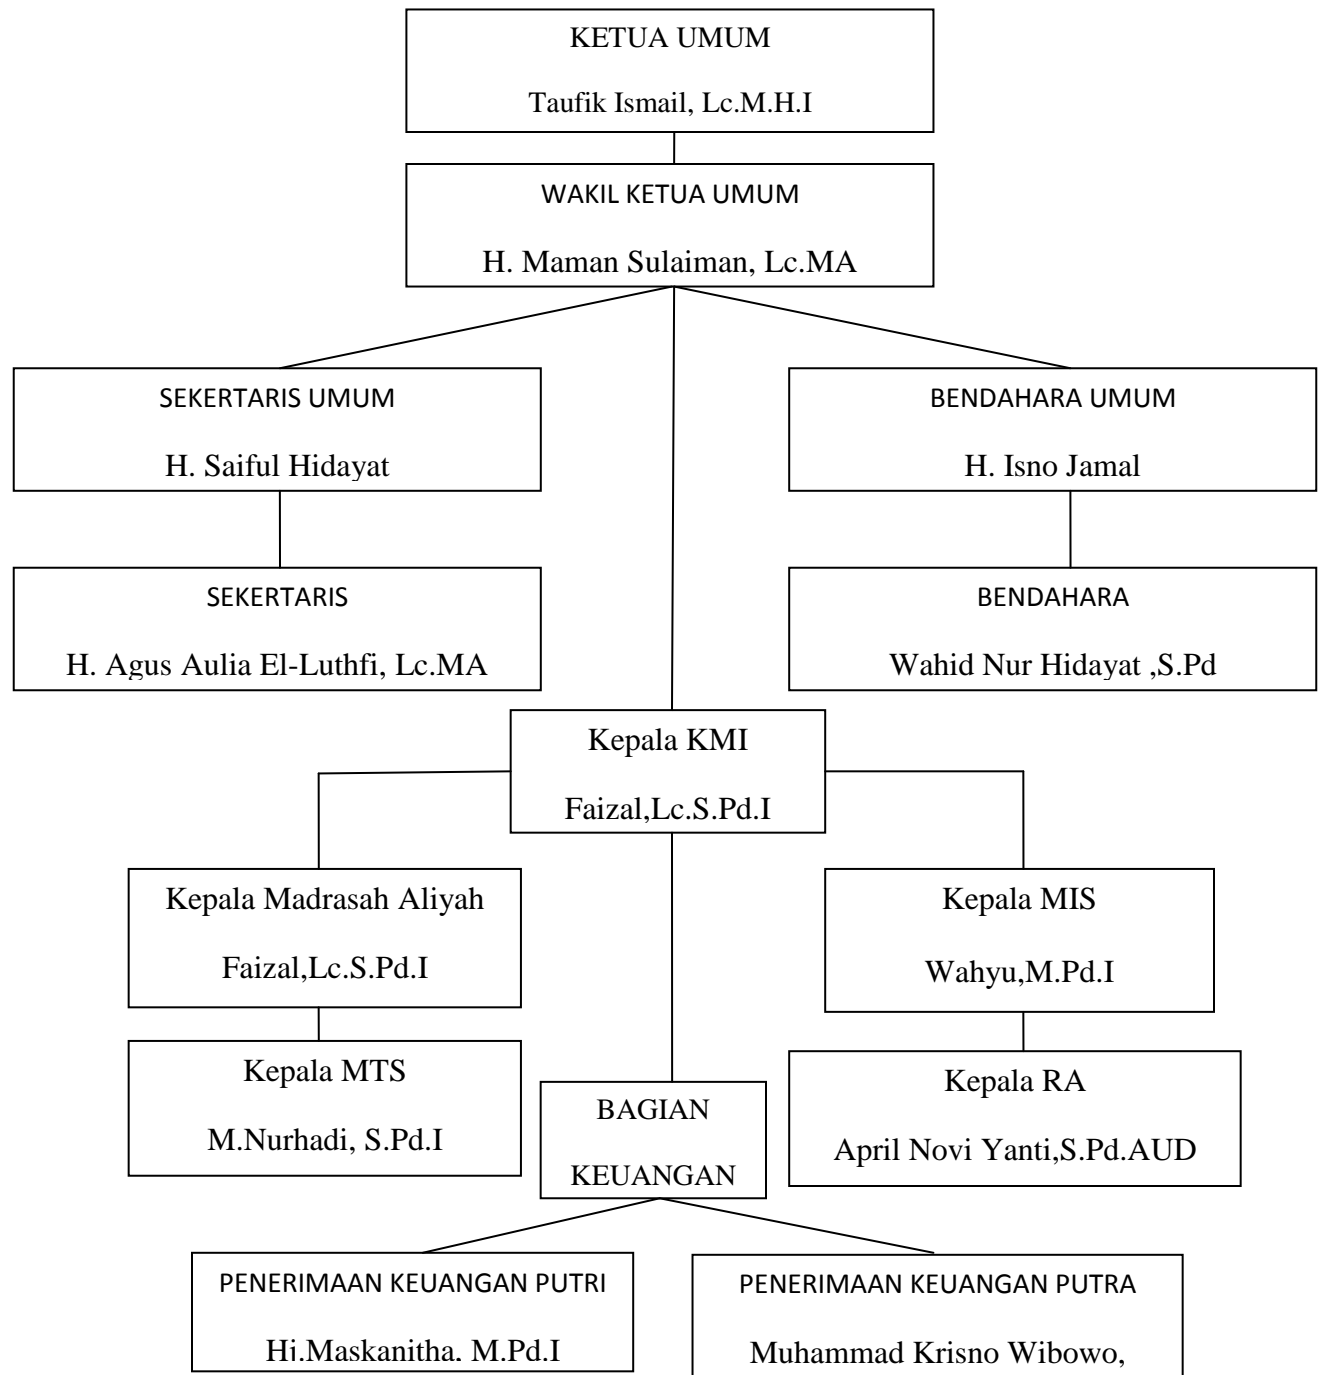 KETUA UMUM
Taufik Ismail, Lc.M.H.I
WAKIL KETUA UMUM
H. Maman Sulaiman, Lc.MA
SEKERTARIS UMUM
H. Saiful Hidayat
BENDAHARA UMUM
H. Isno Jamal
SEKERTARIS
H. Agus Aulia El-Luthfi, Lc.MA
BENDAHARA
Wahid Nur Hidayat ,S.Pd
Kepala KMI
Faizal,Lc.S.Pd.I
Kepala Madrasah Aliyah
Faizal,Lc.S.Pd.I
Kepala MIS
Wahyu,M.Pd.I
Kepala MTS
M.Nurhadi, S.Pd.I
Kepala RA
April Novi Yanti,S.Pd.AUD
BAGIAN
KEUANGAN
PENERIMAAN KEUANGAN PUTRI
Hj.Maskanitha, M.Pd.I
PENERIMAAN KEUANGAN PUTRA
Muhammad Krisno Wibowo,